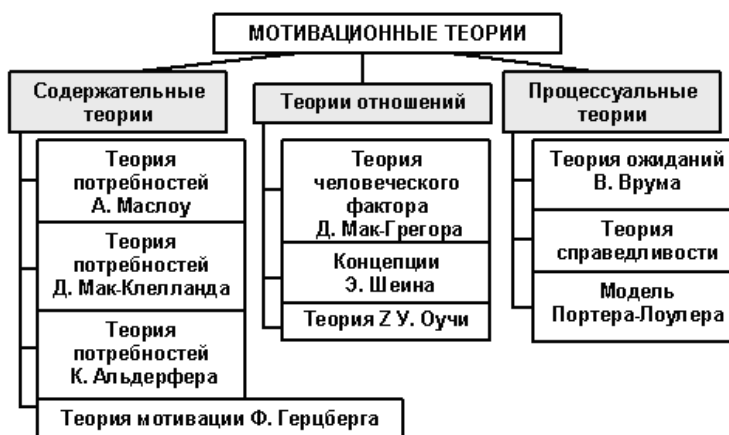 МОТИВАЦИОННЫЕ ТЕОРИИ
Содержательные
теории
Теория
потребностей
А. Маслоу
Теория
потребностей
Д. Мак-Клелланда
Теория
потребностей
К. Альдерфера
Теория мотивации Ф. Герцберга
Теории отношений
Теория
человеческого
фактора
Д. Мак-Грегора
Концепции
Э. Шеина
Теория Z У. Оучи
Процессуальные
теории
Теория ожиданий
В. Врума
Теория
справедливости
Модель
Портера-Лоулера